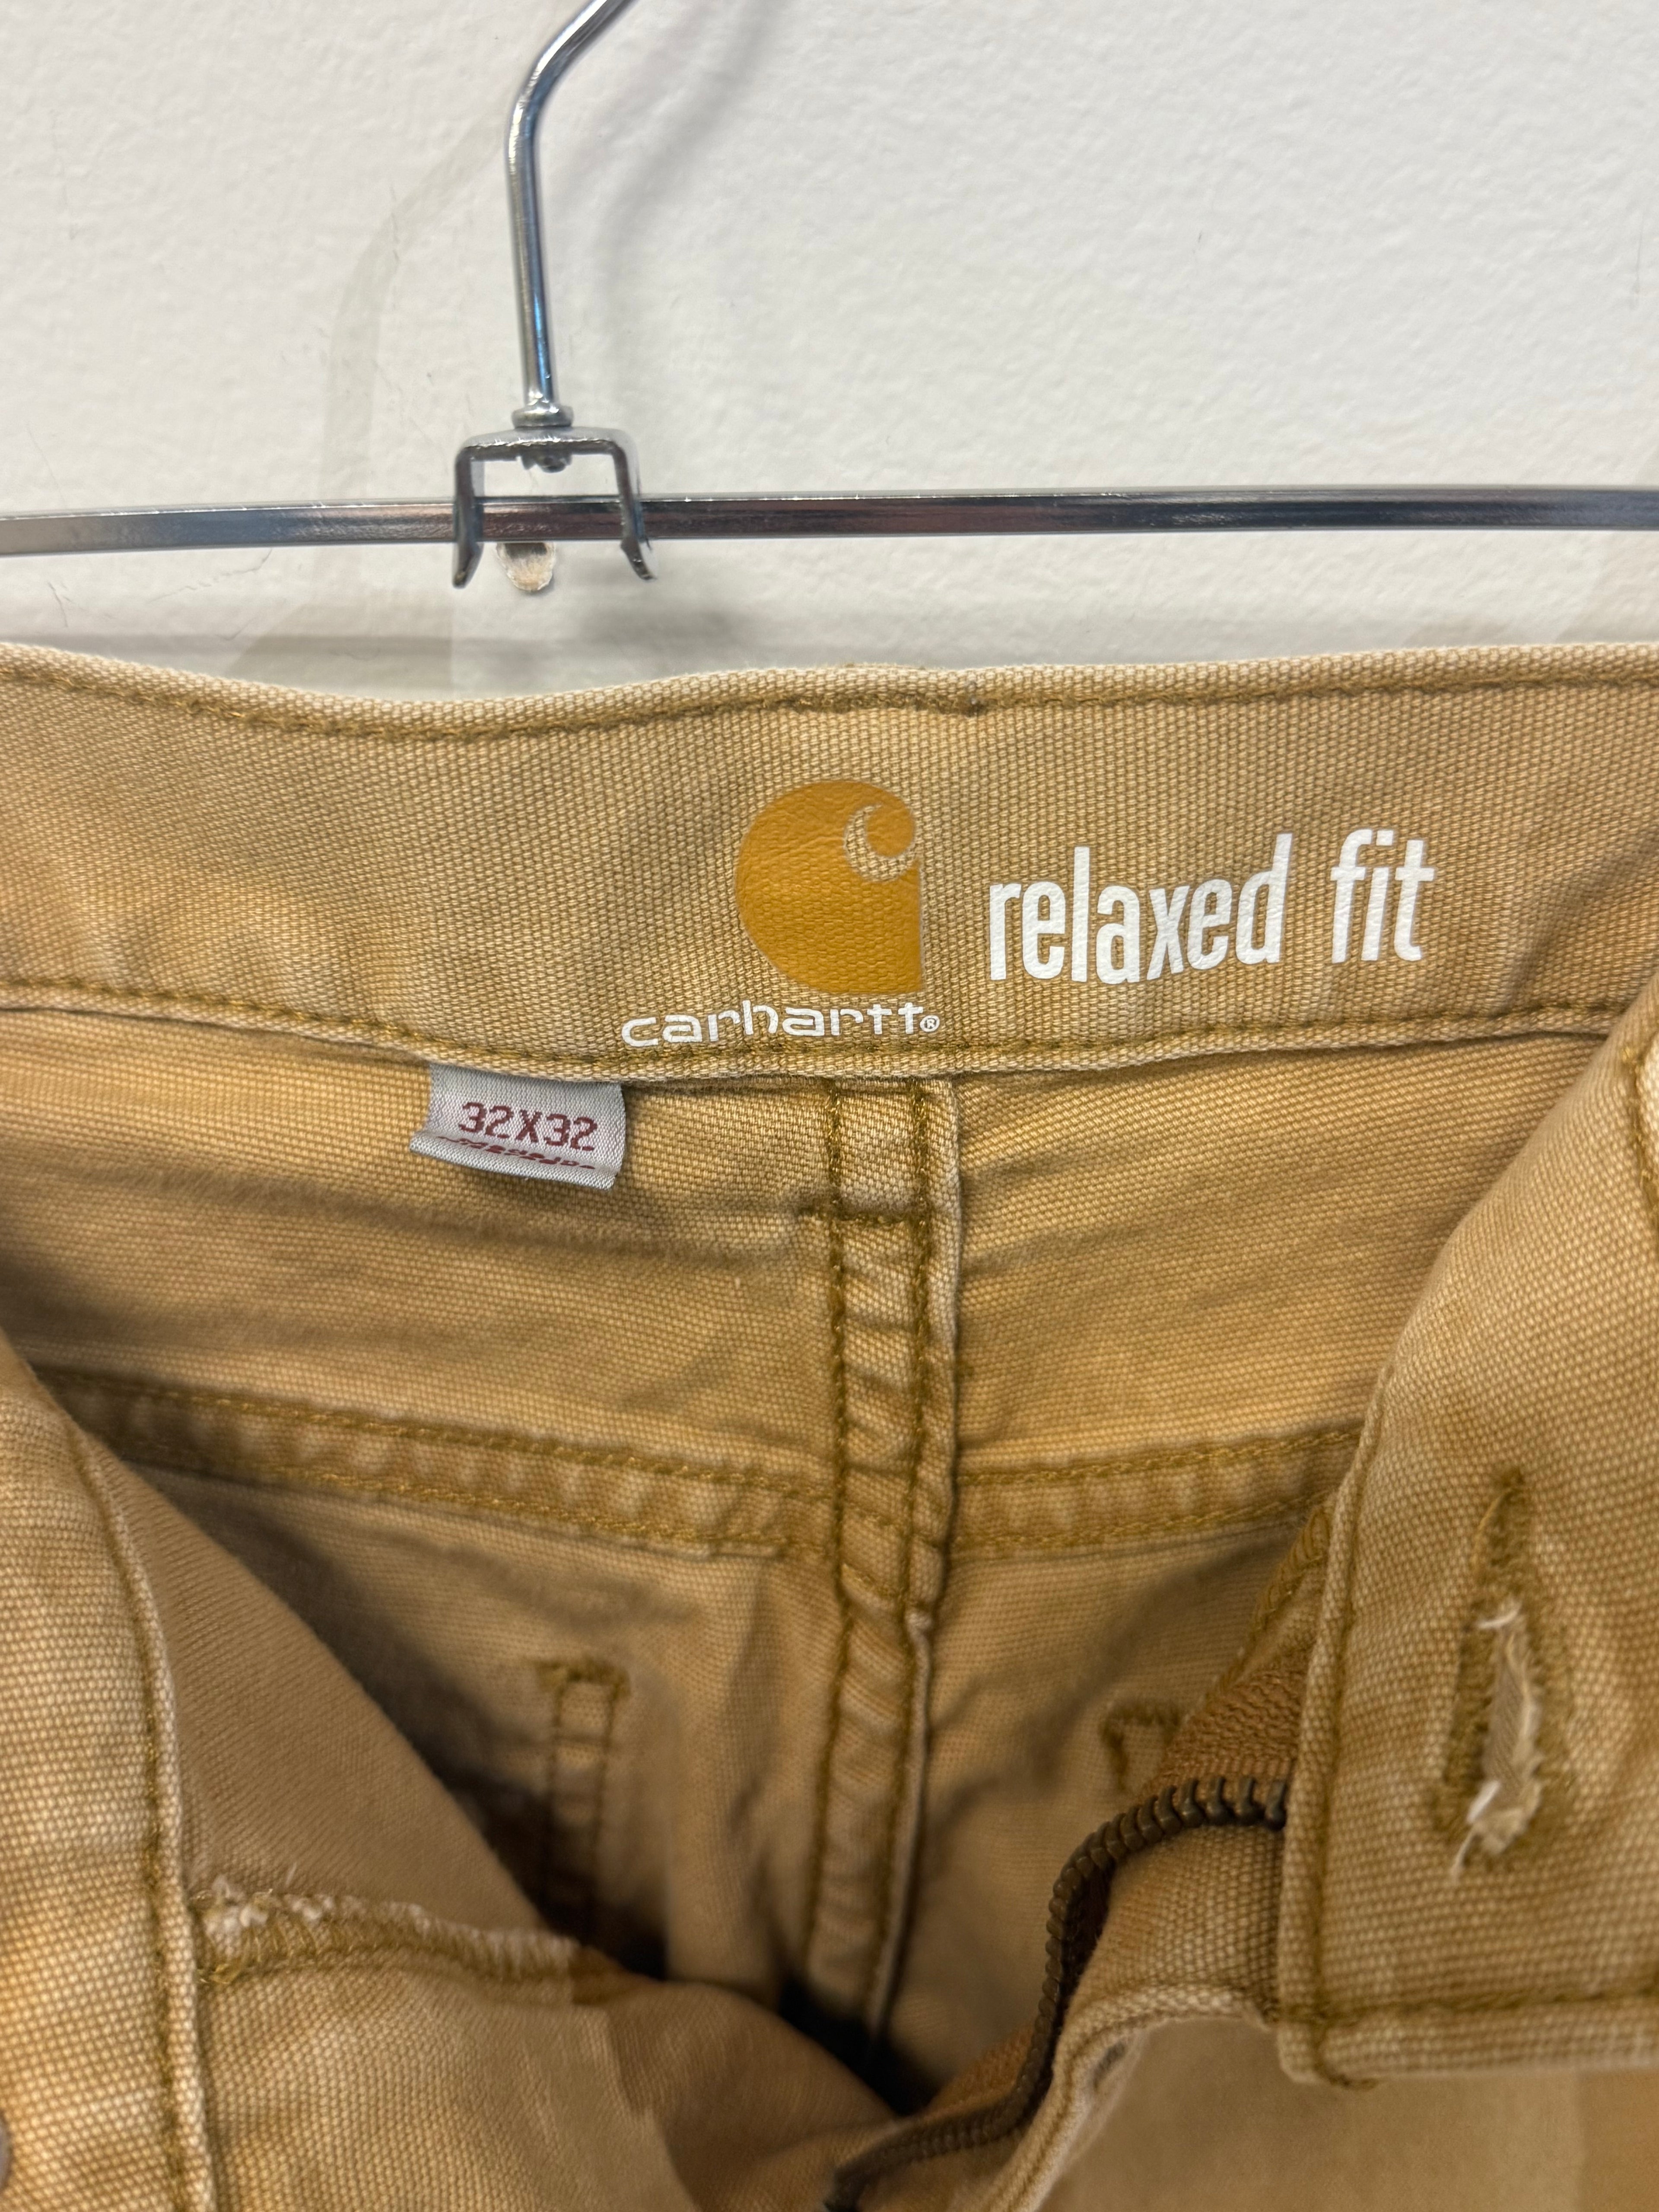 relaxed fit
carhartt®
32X32